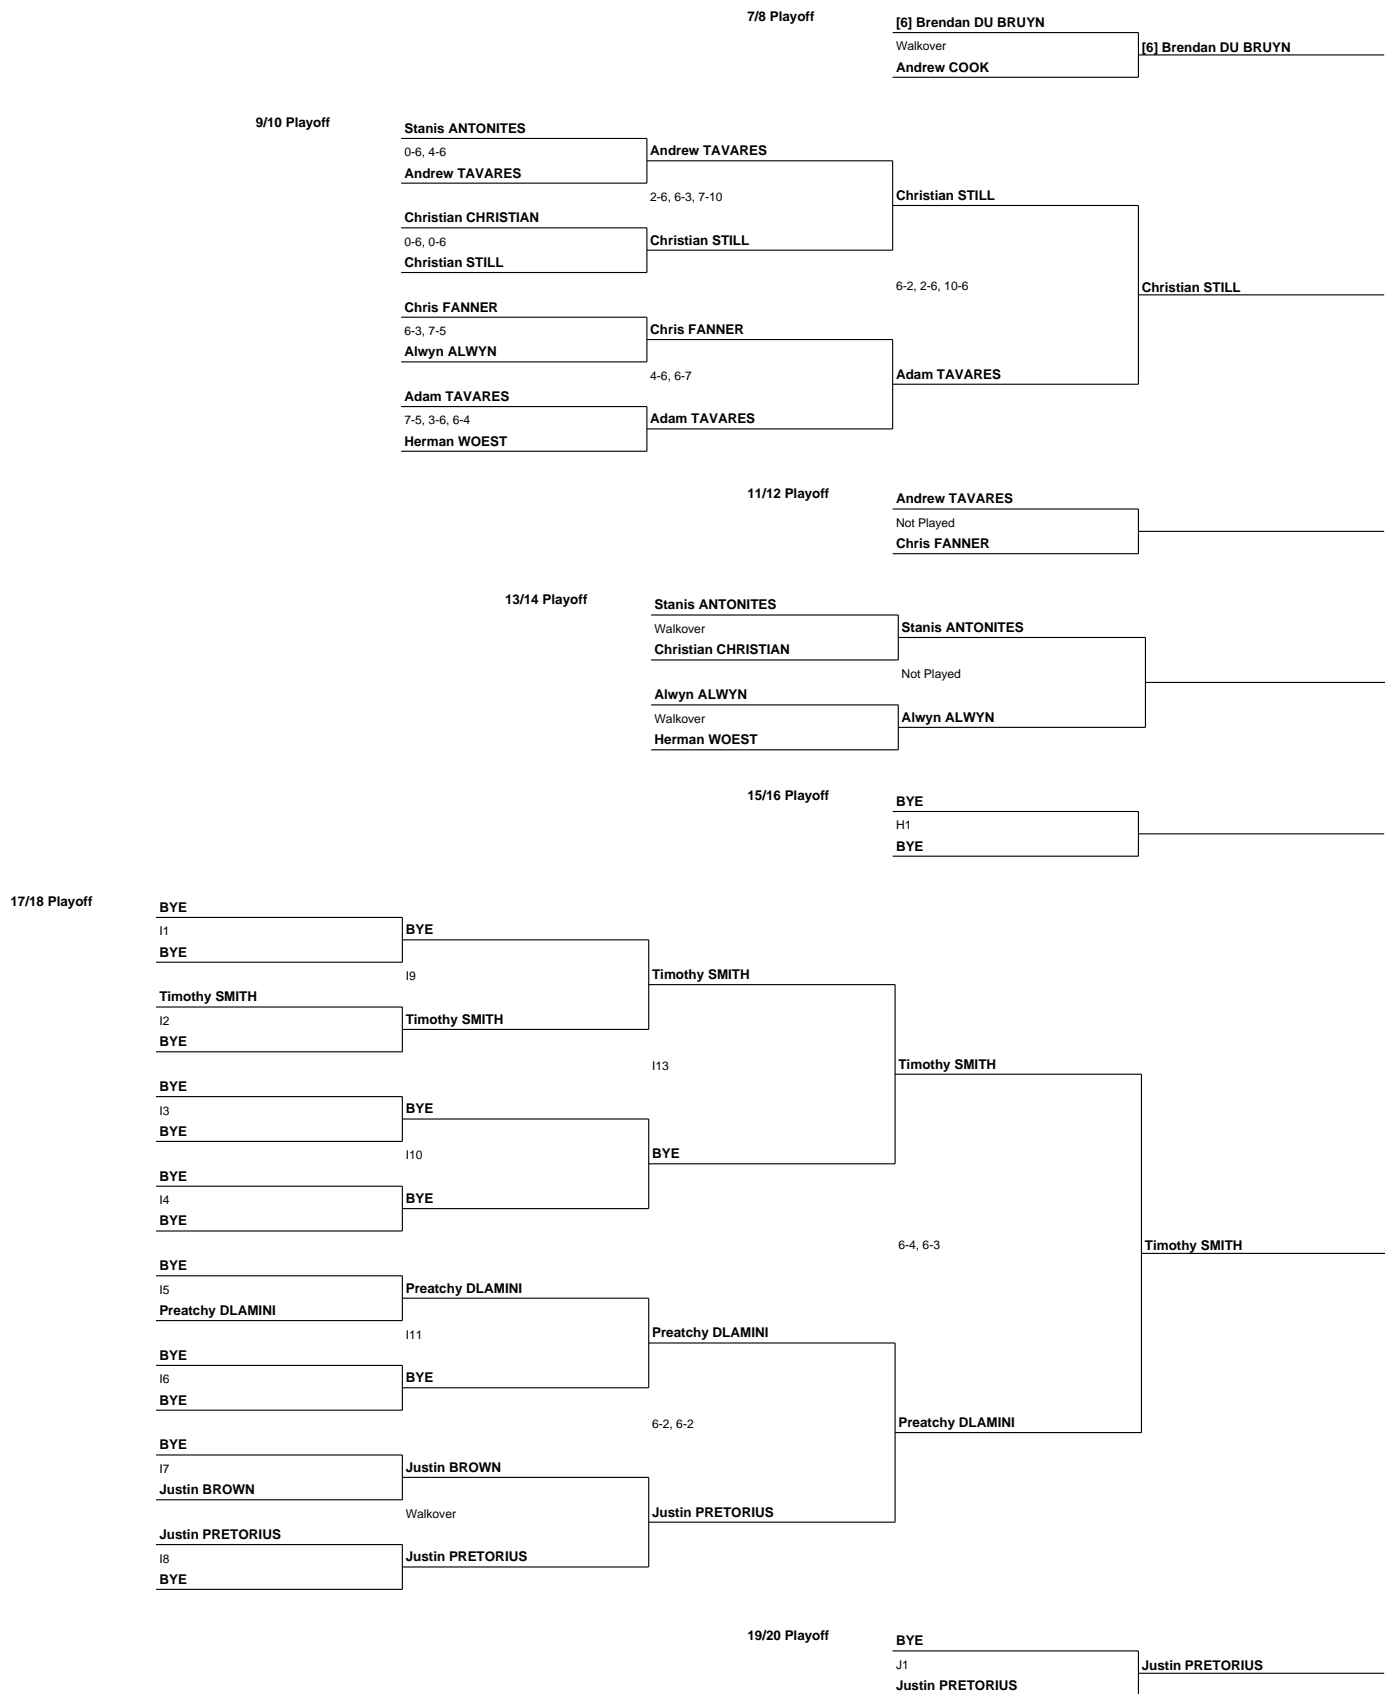 7/8 Playoff
[6] Brendan DU BRUYN
Walkover
[6] Brendan DU BRUYN
Andrew COOK
9/10 Playoff
Stanis ANTONITES
0-6, 4-6
Andrew TAVARES
Andrew TAVARES
2-6, 6-3, 7-10
Christian STILL
Christian CHRISTIAN
0-6, 0-6
Christian STILL
Christian STILL
6-2, 2-6, 10-6
Christian STILL
Chris FANNER
6-3, 7-5
Chris FANNER
Alwyn ALWYN
4-6, 6-7
Adam TAVARES
Adam TAVARES
7-5, 3-6, 6-4
Adam TAVARES
Herman WOEST
11/12 Playoff
Andrew TAVARES
Not Played
Chris FANNER
13/14 Playoff
Stanis ANTONITES
Walkover
Stanis ANTONITES
Christian CHRISTIAN
Not Played
Alwyn ALWYN
Walkover
Alwyn ALWYN
Herman WOEST
15/16 Playoff
BYE
H1
BYE
17/18 Playoff
BYE
I1
BYE
BYE
I9
Timothy SMITH
Timothy SMITH
I2
Timothy SMITH
BYE
I13
Timothy SMITH
BYE
I3
BYE
BYE
I10
BYE
BYE
I4
BYE
BYE
6-4, 6-3
Timothy SMITH
BYE
I5
Preatchy DLAMINI
Preatchy DLAMINI
I11
Preatchy DLAMINI
BYE
I6
BYE
BYE
6-2, 6-2
Preatchy DLAMINI
BYE
I7
Justin BROWN
Justin BROWN
Walkover
Justin PRETORIUS
Justin PRETORIUS
I8
Justin PRETORIUS
BYE
19/20 Playoff
BYE
J1
Justin PRETORIUS
Justin PRETORIUS